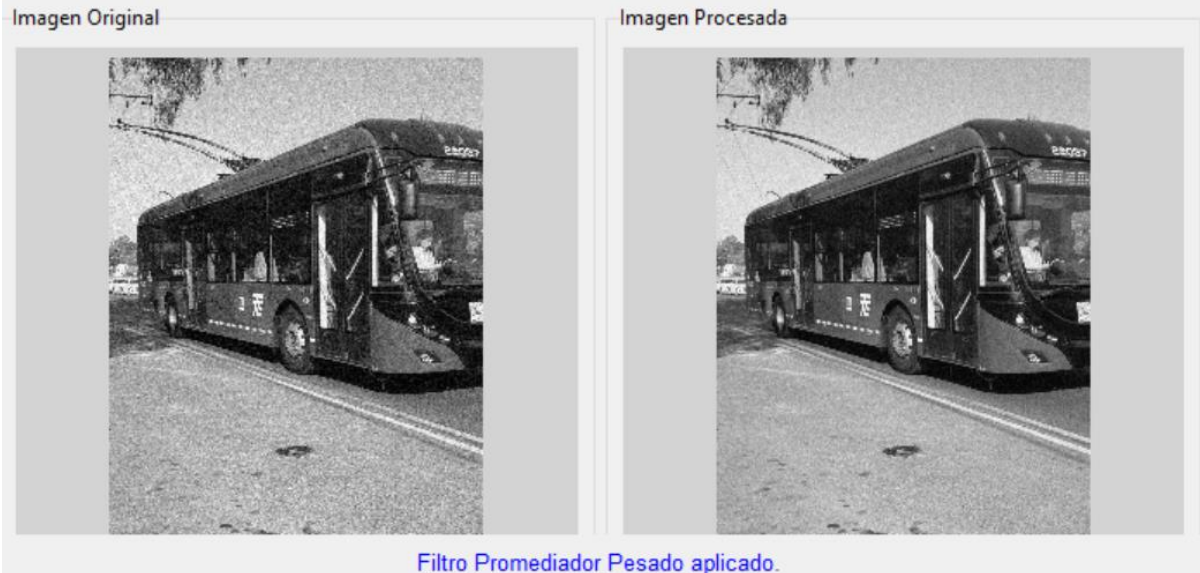 Imagen Original
Imagen Procesada
Filtro Promediador Pesado aplicado.